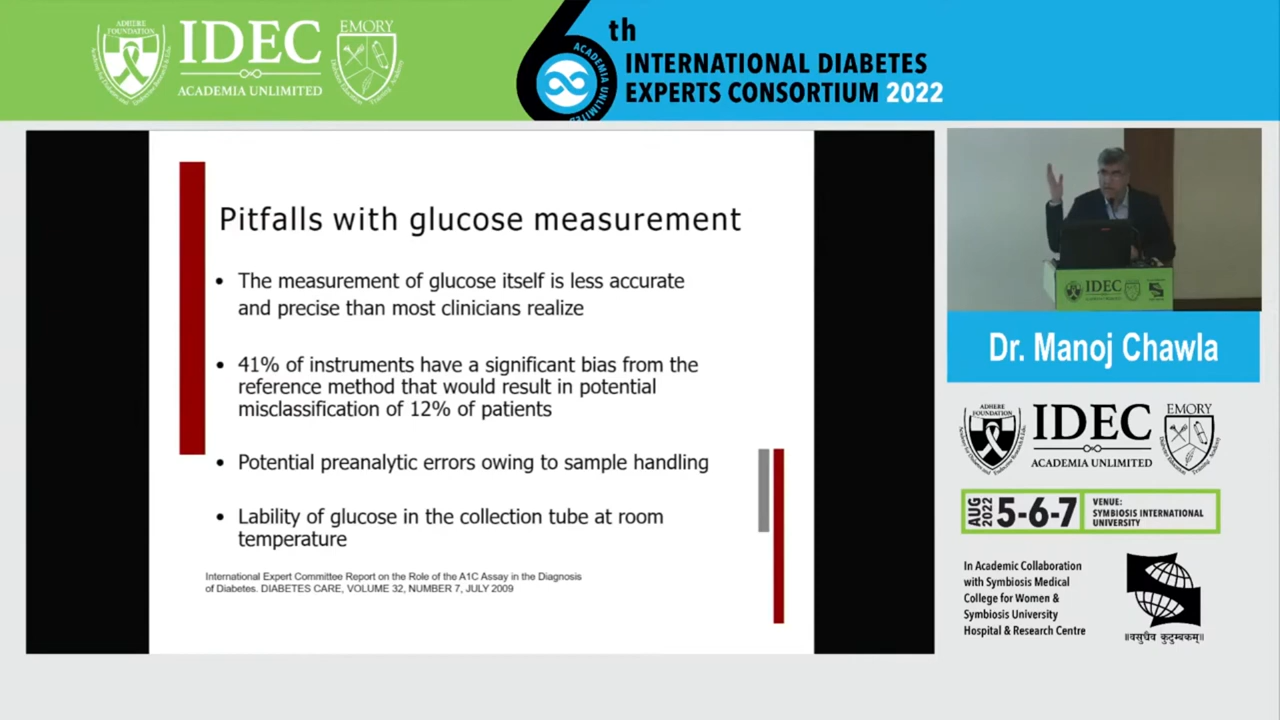 ADHERE
FOUNDATION
IDEC
ACADEMIA UNLIMITED
EMORY
6th
ACADEMIA UNLIMITED
INTERNATIONAL DIABETES
EXPERTS CONSORTIUM 2022
Pitfalls with glucose measurement
• The measurement of glucose itself is less accurate
and precise than most clinicians realize
• 41% of instruments have a significant bias from the
reference method that would result in potential
misclassification of 12% of patients
• Potential preanalytic errors owing to sample handling
• Lability of glucose in the collection tube at room
temperature
International Expert Committee Report on the Role of the A1C Assay in the Diagnosis
of Diabetes. DIABETES CARE, VOLUME 32, NUMBER 7, JULY 2009
IDEC
Dr. Manoj Chawla
ADHERE
FOUNDATION
IDEC
ACADEMIA UNLIMITED
EMORY
AUG
2022
5-6-7
VENUE:
SYMBIOSIS INTERNATIONAL
UNIVERSITY
In Academic Collaboration
with Symbiosis Medical
College for Women &
Symbiosis University
Hospital & Research Centre
॥वसुधैव कुटुम्बकम्॥